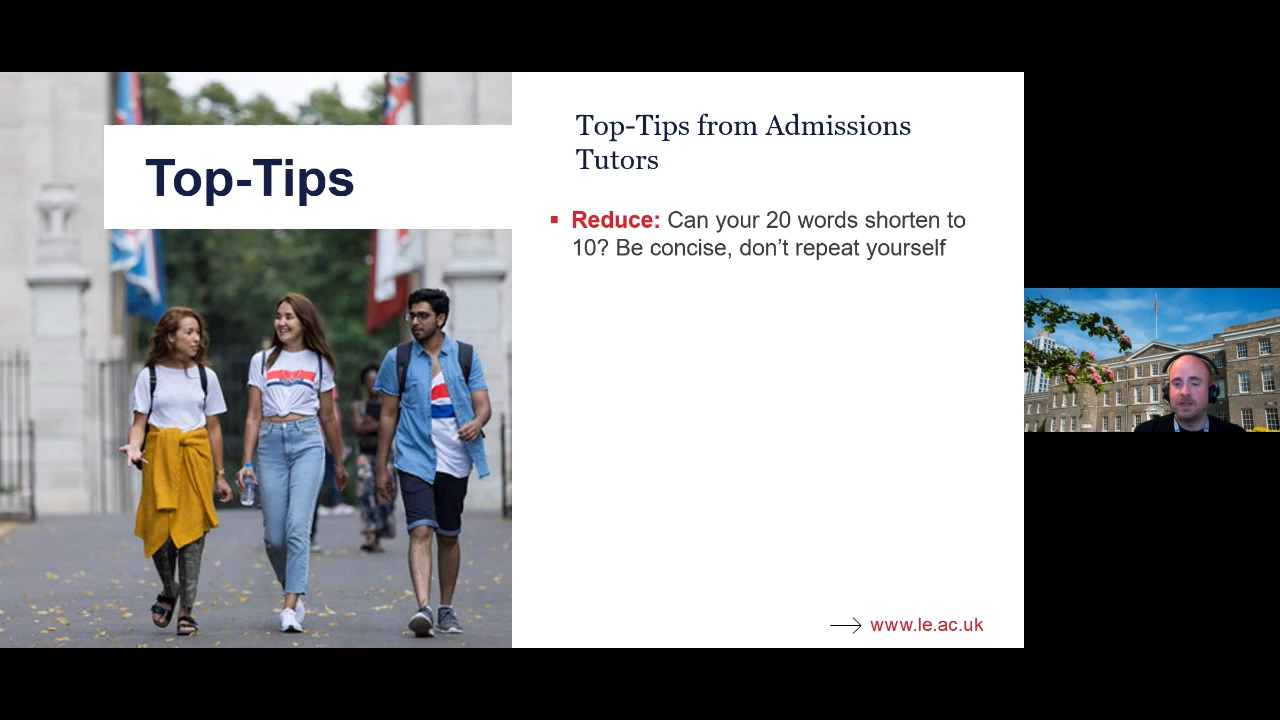 Top-Tips
Top-Tips from Admissions
Tutors
Reduce: Can your 20 words shorten to
10? Be concise, don’t repeat yourself
www.le.ac.uk